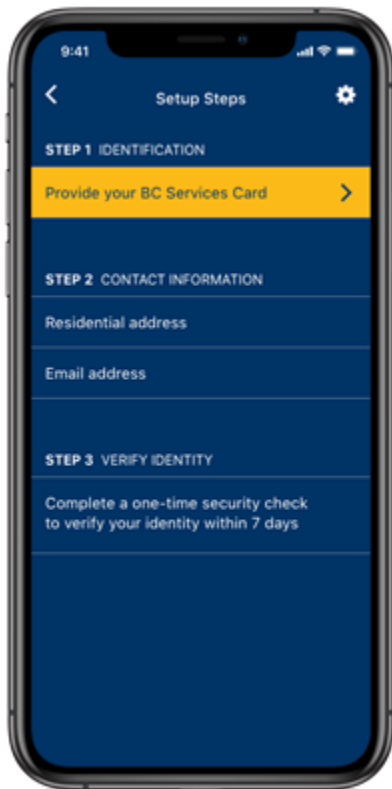 9:41
Setup Steps
STEP 1 IDENTIFICATION
Provide your BC Services Card
STEP 2 CONTACT INFORMATION
Residential address
Email address
STEP 3 VERIFY IDENTITY
Complete a one-time security check
to verify your identity within 7 days